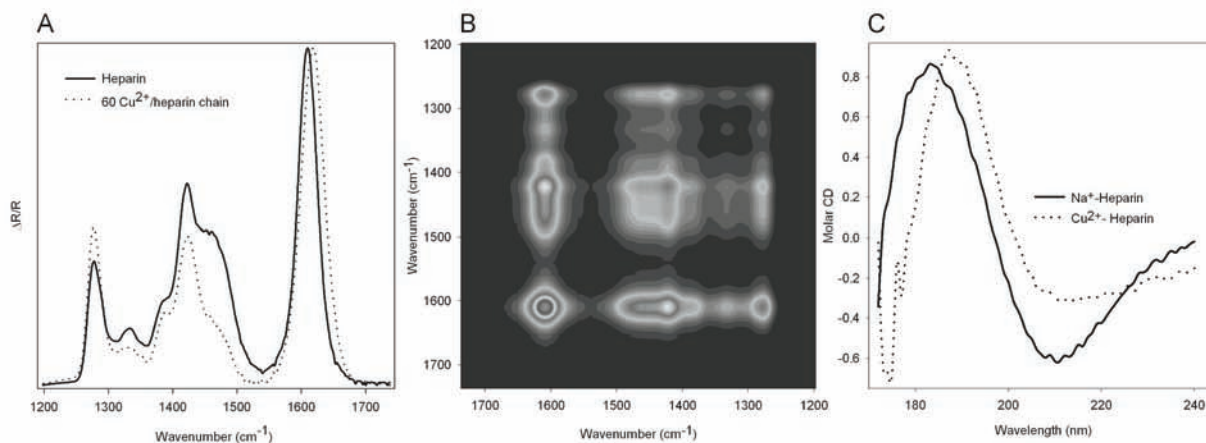 A
B
C
Heparin
60 Cu²⁺/heparin chain
ΔR/R
1200
1300
1400
1500
1600
1700
Wavenumber (cm⁻¹)
Wavenumber (cm⁻¹)
1200
1300
1400
1500
1600
1700
1700
1600
1500
1400
1300
1200
Wavenumber (cm⁻¹)
Molar CD
0.8
0.6
0.4
0.2
0.0
-0.2
-0.4
-0.6
Na⁺-Heparin
Cu²⁺- Heparin
180
200
220
240
Wavelength (nm)